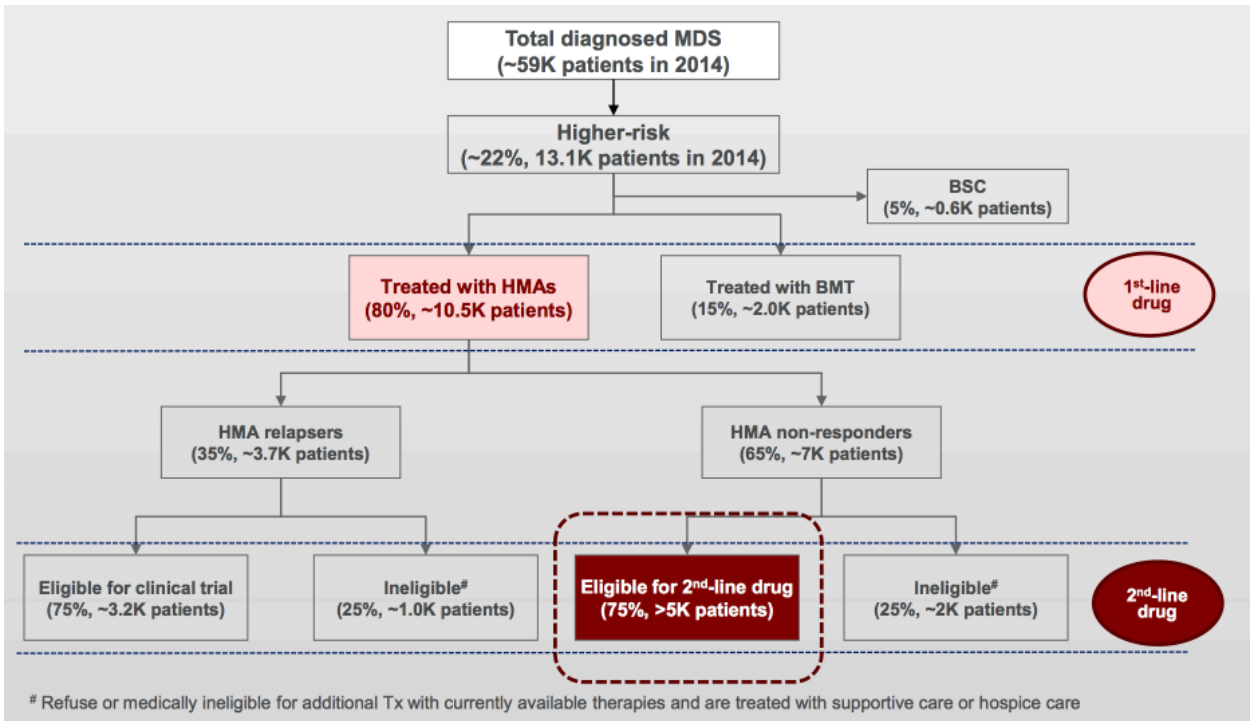 Total diagnosed MDS
(~59K patients in 2014)
Higher-risk
(~22%, 13.1K patients in 2014)
BSC
(5%, ~0.6K patients)
Treated with HMAs
(80%, ~10.5K patients)
Treated with BMT
(15%, ~2.0K patients)
1st-line
drug
HMA relapsers
(35%, ~3.7K patients)
HMA non-responders
(65%, ~7K patients)
Eligible for clinical trial
(75%, ~3.2K patients)
Ineligible#
(25%, ~1.0K patients)
Eligible for 2nd-line drug
(75%, >5K patients)
Ineligible#
(25%, ~2K patients)
2nd-line
drug
# Refuse or medically ineligible for additional Tx with currently available therapies and are treated with supportive care or hospice care